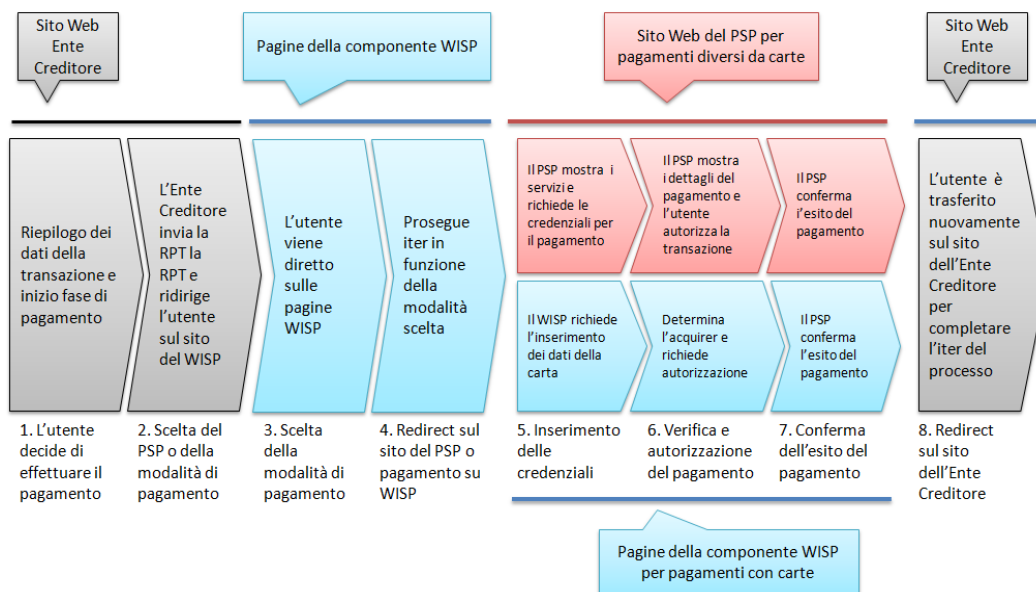 Sito Web
Ente
Creditore
Pagine della componente WISP
Sito Web del PSP per
pagamenti diversi da carte
Sito Web
Ente
Creditore
Riepilogo dei
dati della
transazione e
inizio fase di
pagamento
L'Ente
Creditore
invia la
RPT la
RPT e
ridirige
l'utente
sul sito
del WISP
L'utente
viene
diretto
sulle
pagine
WISP
Prosegue
iter in
funzione
della
modalità
scelta
Il PSP mostra i
servizi e
richiede le
credenziali per
il pagamento
Il PSP mostra
i dettagli del
pagamento e
l'utente
autorizza la
transazione
Il PSP
conferma
i'esito del
pagamento
Il WISP richiede
l'inserimento
dei dati della
carta
Determina
l'acquirer e
richiede
autorizzazione
Il PSP
conferma
l'esito del
pagamento
L'utente è
trasferito
nuovamente
sul sito
dell'Ente
Creditore
per
completare
l'iter del
processo
1. L'utente
decide di
effettuare il
pagamento
2. Scelta del
PSP o della
modalità di
pagamento
3. Scelta
della
modalità di
pagamento
4. Redirect sul
sito del PSP o
pagamento su
WISP
5. Inserimento
delle
credenziali
6. Verifica e
autorizzazione
del pagamento
7. Conferma
dell'esito del
pagamento
8. Redirect
sul sito
dell'Ente
Creditore
Pagine della componente WISP
per pagamenti con carte